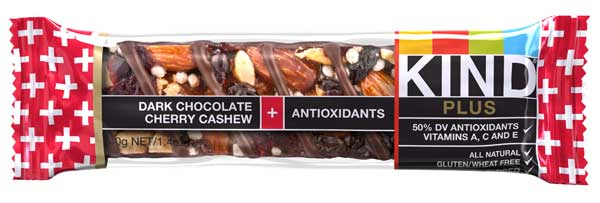 DARK CHOCOLATE
CHERRY CASHEW
+
ANTIOXIDANTS
KIND
PLUS
50% DV ANTIOXIDANTS
VITAMINS A, C AND E
ALL NATURAL
GLUTEN/WHEAT FREE